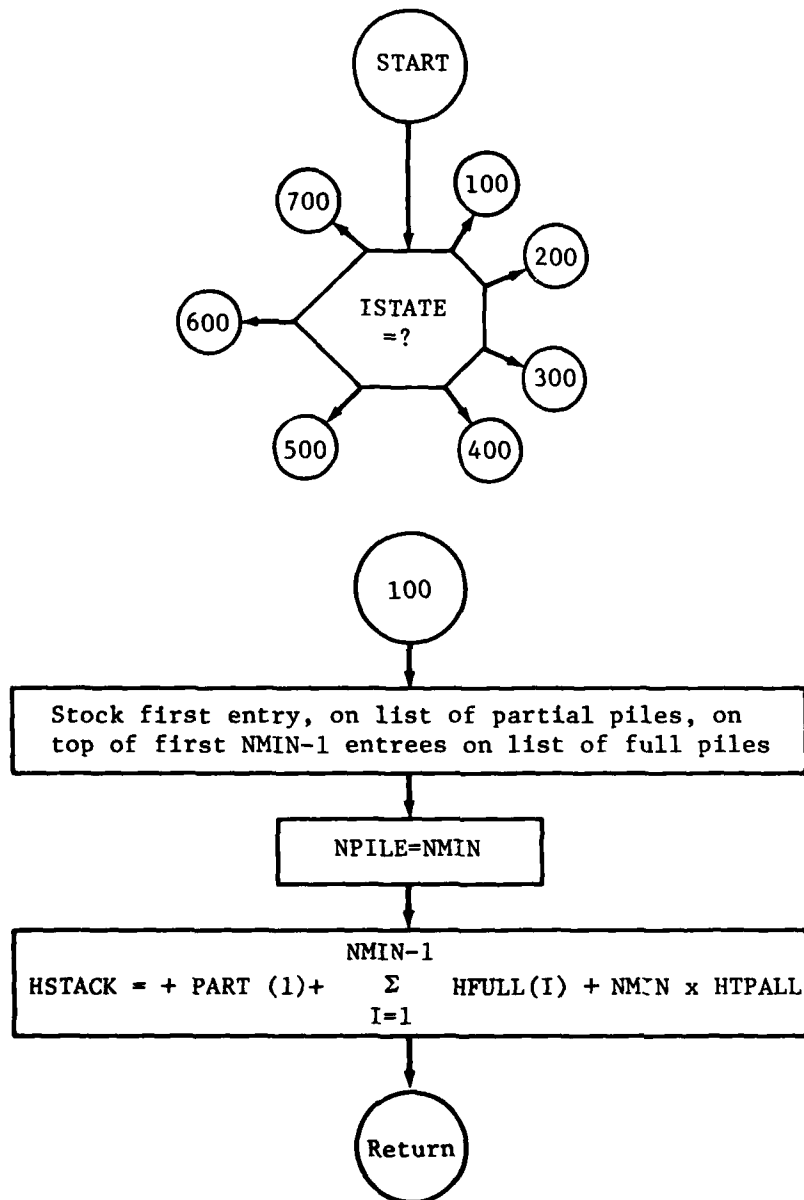 START
700
100
200
ISTATE
=?
600
300
500
400
100
Stock first entry, on list of partial piles, on
top of first NMIN-1 entrees on list of full piles
NPILE=NMIN
NMIN-1
HSTACK = + PART (1)+ Σ HFULL(I) + NMIN x HTPALL
I=1
Return